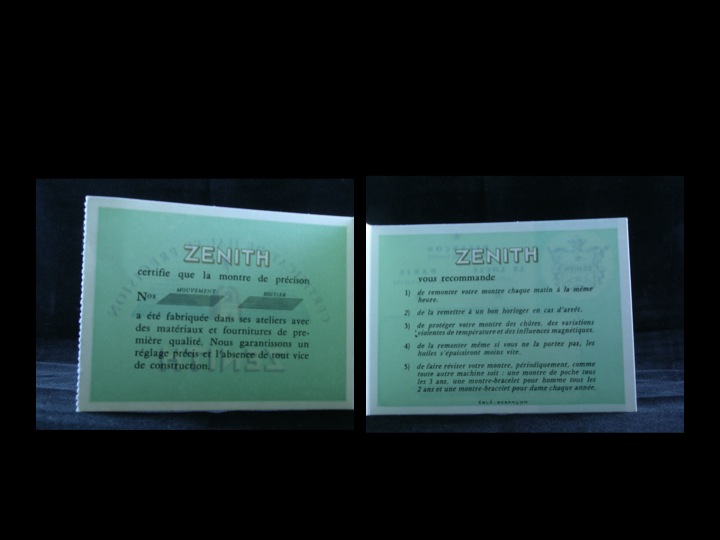 ZENITH
certifie que la montre de précison
Nos MOUVEMENT BOITIER
a été fabriquée dans ses ateliers avec
des matériaux et fournitures de pre-
mière qualité. Nous garantissons un
réglage précis et l'absence de tout vice
de construction.
ZENITH
vous recommande
1) de remonter votre montre chaque matin à la même
heure.
2) de la remettre à un bon horloger en cas d'arrêt.
3) de protéger votre montre des chûtes, des variations
violentes de température et des influences magnétiques.
4) de la remonter même si vous ne la portez pas, les
huiles s'épaissiront moins vite.
5) de faire réviter votre montre, périodiquement, comme
toute autre machine soit : une montre de poche tous
les 3 ans, une montre-bracelet pour homme tous les
2 ans et une montre-bracelet pour dame chaque année.